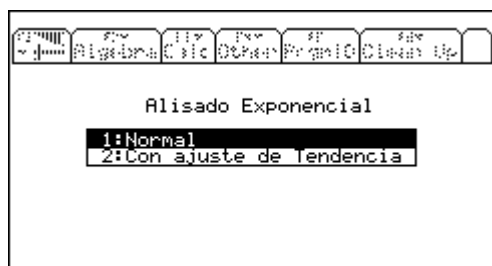 Algebra Calc Other PrgmIO Clean Up
Alisado Exponencial
1:Normal
2:Con ajuste de Tendencia